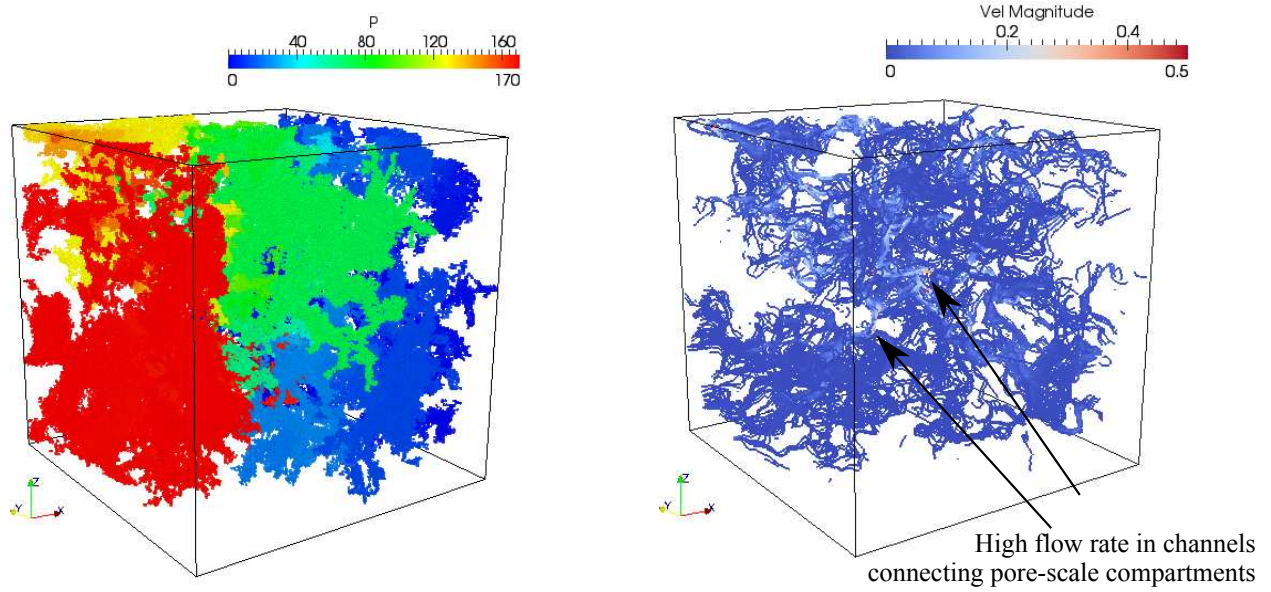 P
40 80 120 160
0 170
Vel Magnitude
0.2 0.4
0 0.5
Z
Y X
Z
Y X
High flow rate in channels
connecting pore-scale compartments